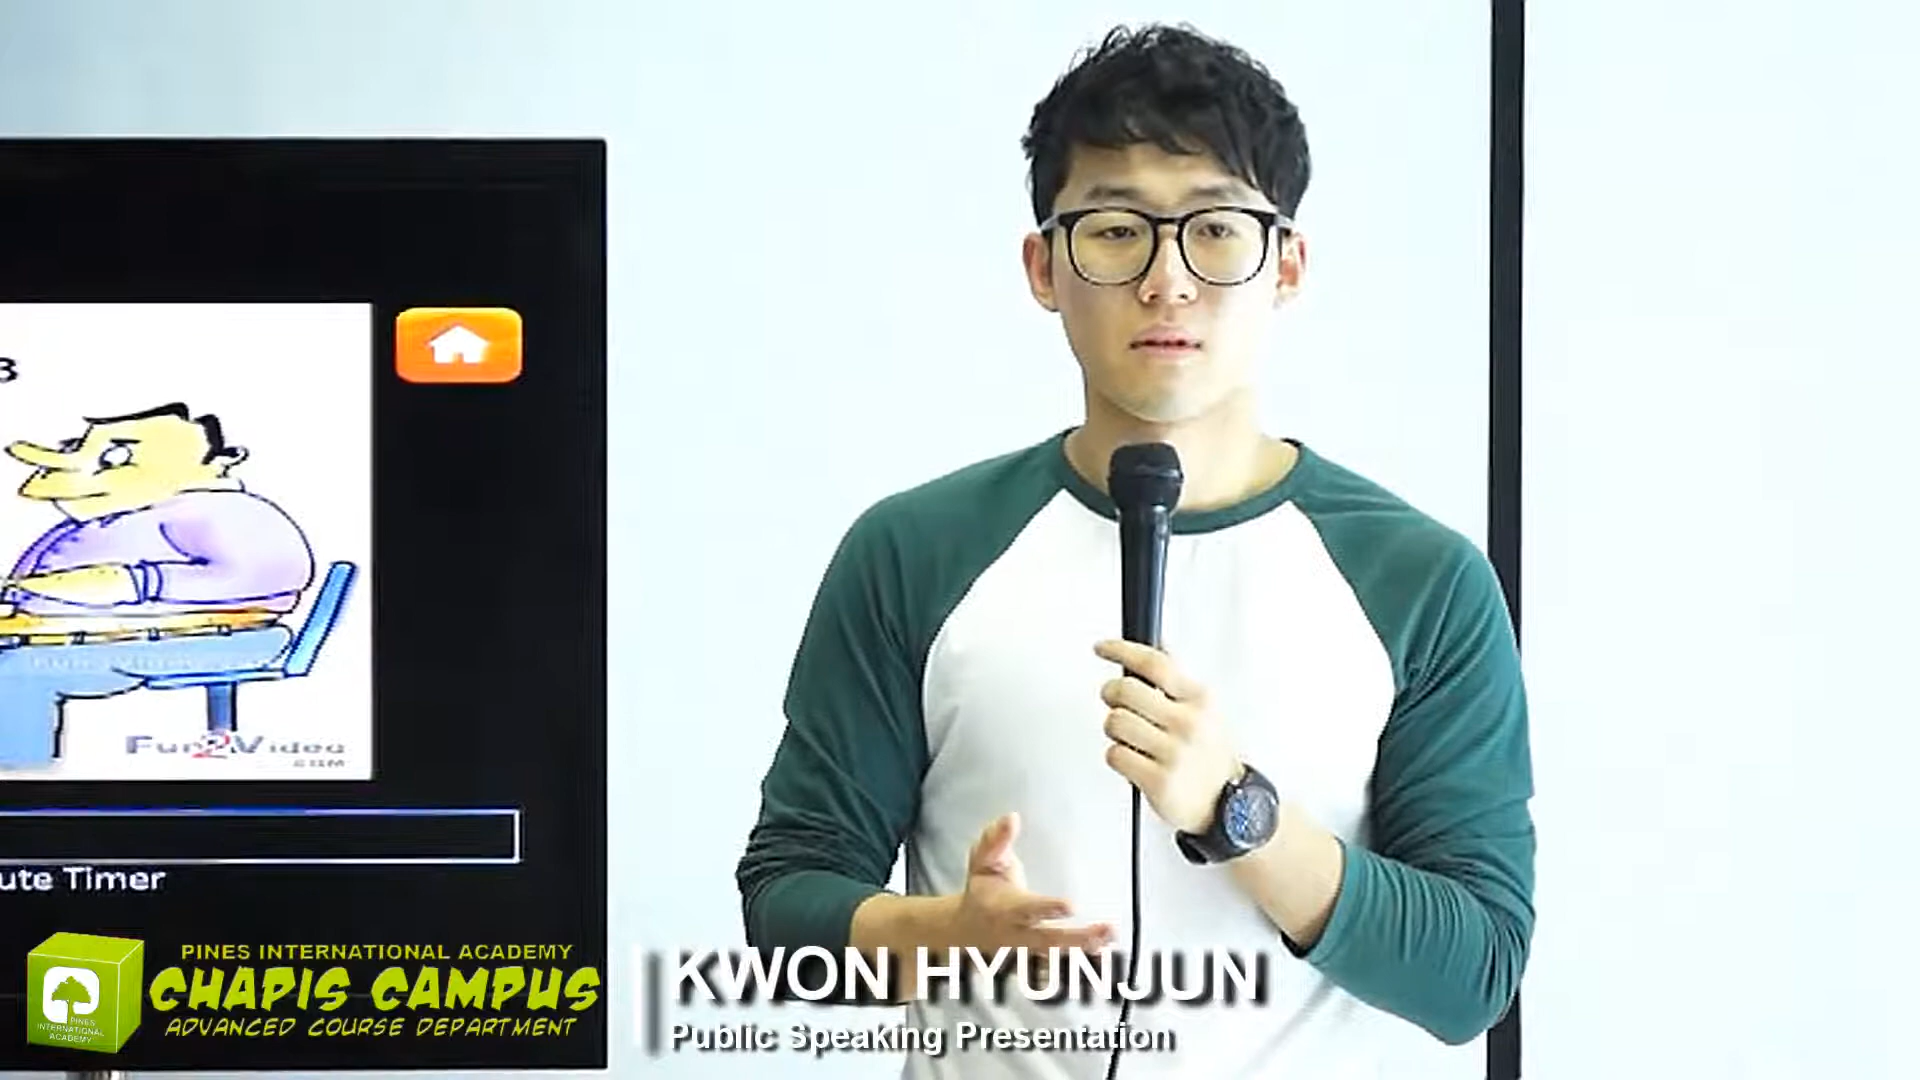 3
Fun2Video
.COM
ute Timer
PINES INTERNATIONAL ACADEMY
CHAPIS CAMPUS
ADVANCED COURSE DEPARTMENT
PINES
INTERNATIONAL
ACADEMY
KWON HYUNJUN
Public Speaking Presentation